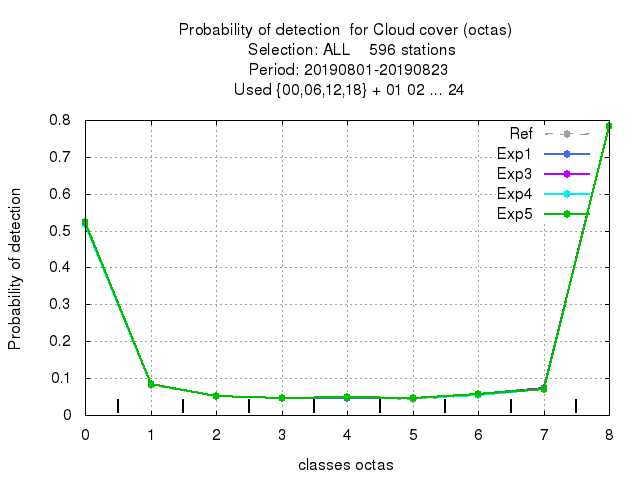 Probability of detection  for Cloud cover (octas)
Selection: ALL    596 stations
Period: 20190801-20190823
Used {00,06,12,18} + 01 02 ... 24
Probability of detection
0.8
0.7
0.6
0.5
0.4
0.3
0.2
0.1
0
Ref
Exp1
Exp3
Exp4
Exp5
0 1 2 3 4 5 6 7 8
classes octas